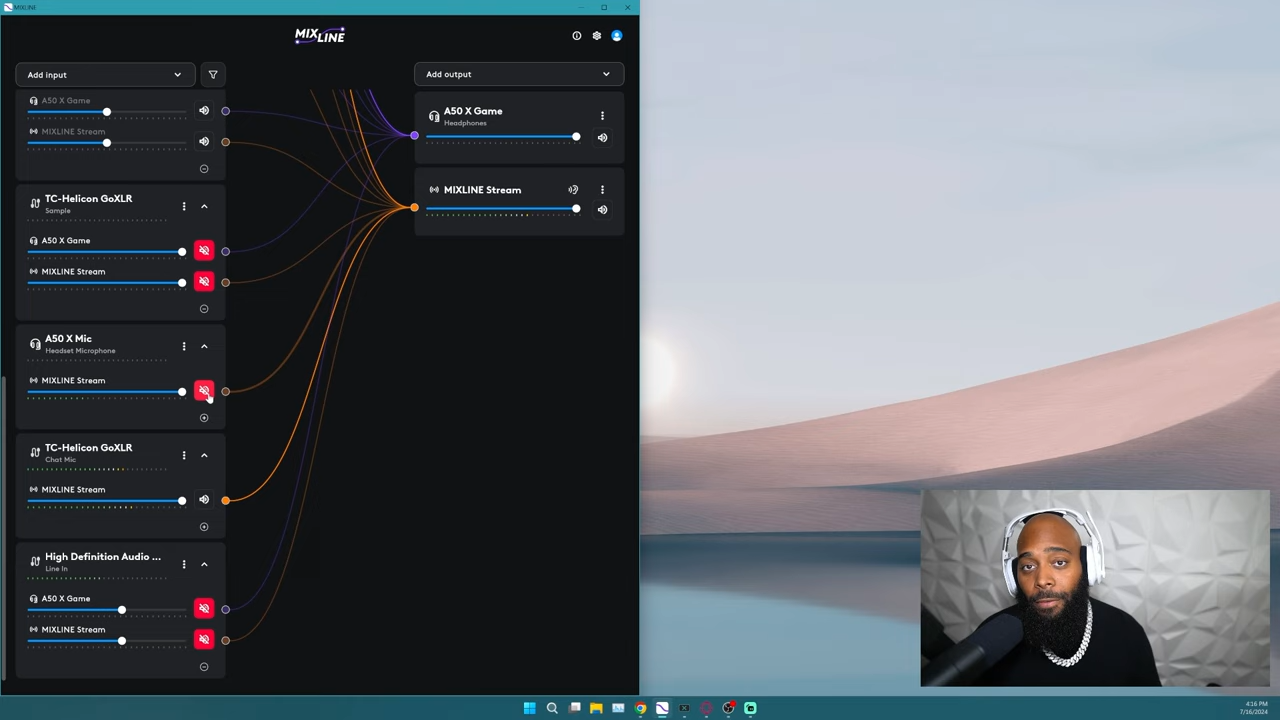 MIXLINE
MIXLINE
Add input
Add output
A50 X Game
MIXLINE Stream
TC-Helicon GoXLR
Sample
A50 X Game
MIXLINE Stream
A50 X Mic
Headset Microphone
MIXLINE Stream
TC-Helicon GoXLR
Chat Mic
MIXLINE Stream
High Definition Audio ...
Line In
A50 X Game
MIXLINE Stream
A50 X Game
Headphones
MIXLINE Stream
4:16 PM
7/16/2024